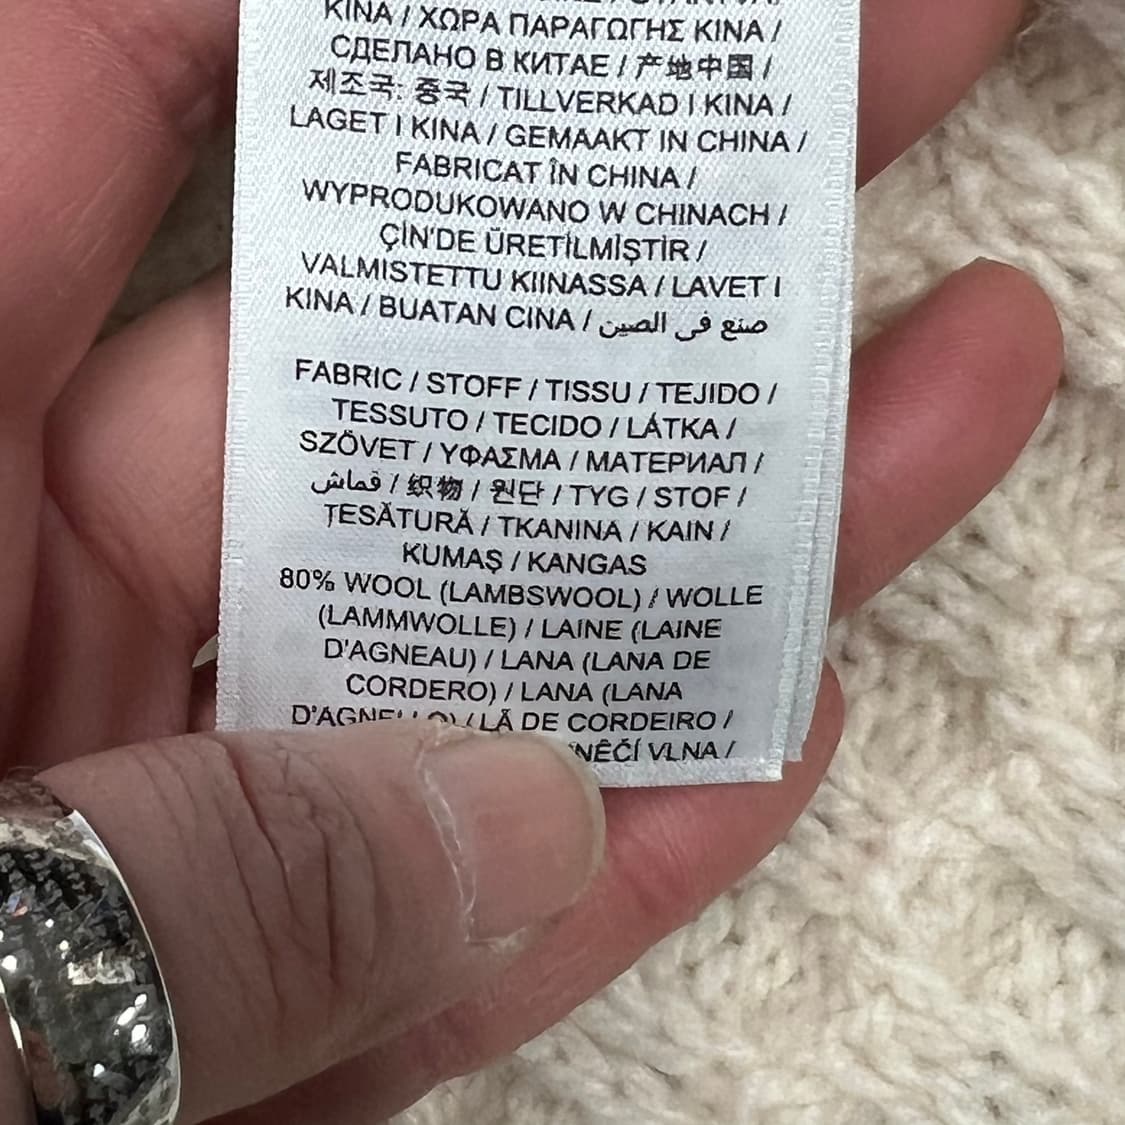 KINA / ΧΩΡΑ ΠΑΡΑΓΩΓΗΣ ΚΙΝΑ /
СДЕЛАНО В КИТАЕ / 产地中国 /
제조국: 중국 / TILLVERKAD I KINA /
LAGET I KINA / GEMAAKT IN CHINA /
FABRICAT ÎN CHINA /
WYPRODUKOWANO W CHINACH /
ÇİN'DE ÜRETİLMİŞTİR /
VALMISTETTU KIINASSA / LAVET I
KINA / BUATAN CINA / صنع في الصين
FABRIC / STOFF / TISSU / TEJIDO /
TESSUTO / TECIDO / LÁTKA /
SZÖVET / ΥΦΑΣΜΑ / МАТЕРИАЛ /
قماش / 织物 / 원단 / TYG / STOF /
ȚESĂTURĂ / TKANINA / KAIN /
KUMAŞ / KANGAS
80% WOOL (LAMBSWOOL) / WOLLE
(LAMMWOLLE) / LAINE (LAINE
D'AGNEAU) / LANA (LANA DE
CORDERO) / LANA (LANA
D'AGNELLO) / LÃ DE CORDEIRO /
VLNA /